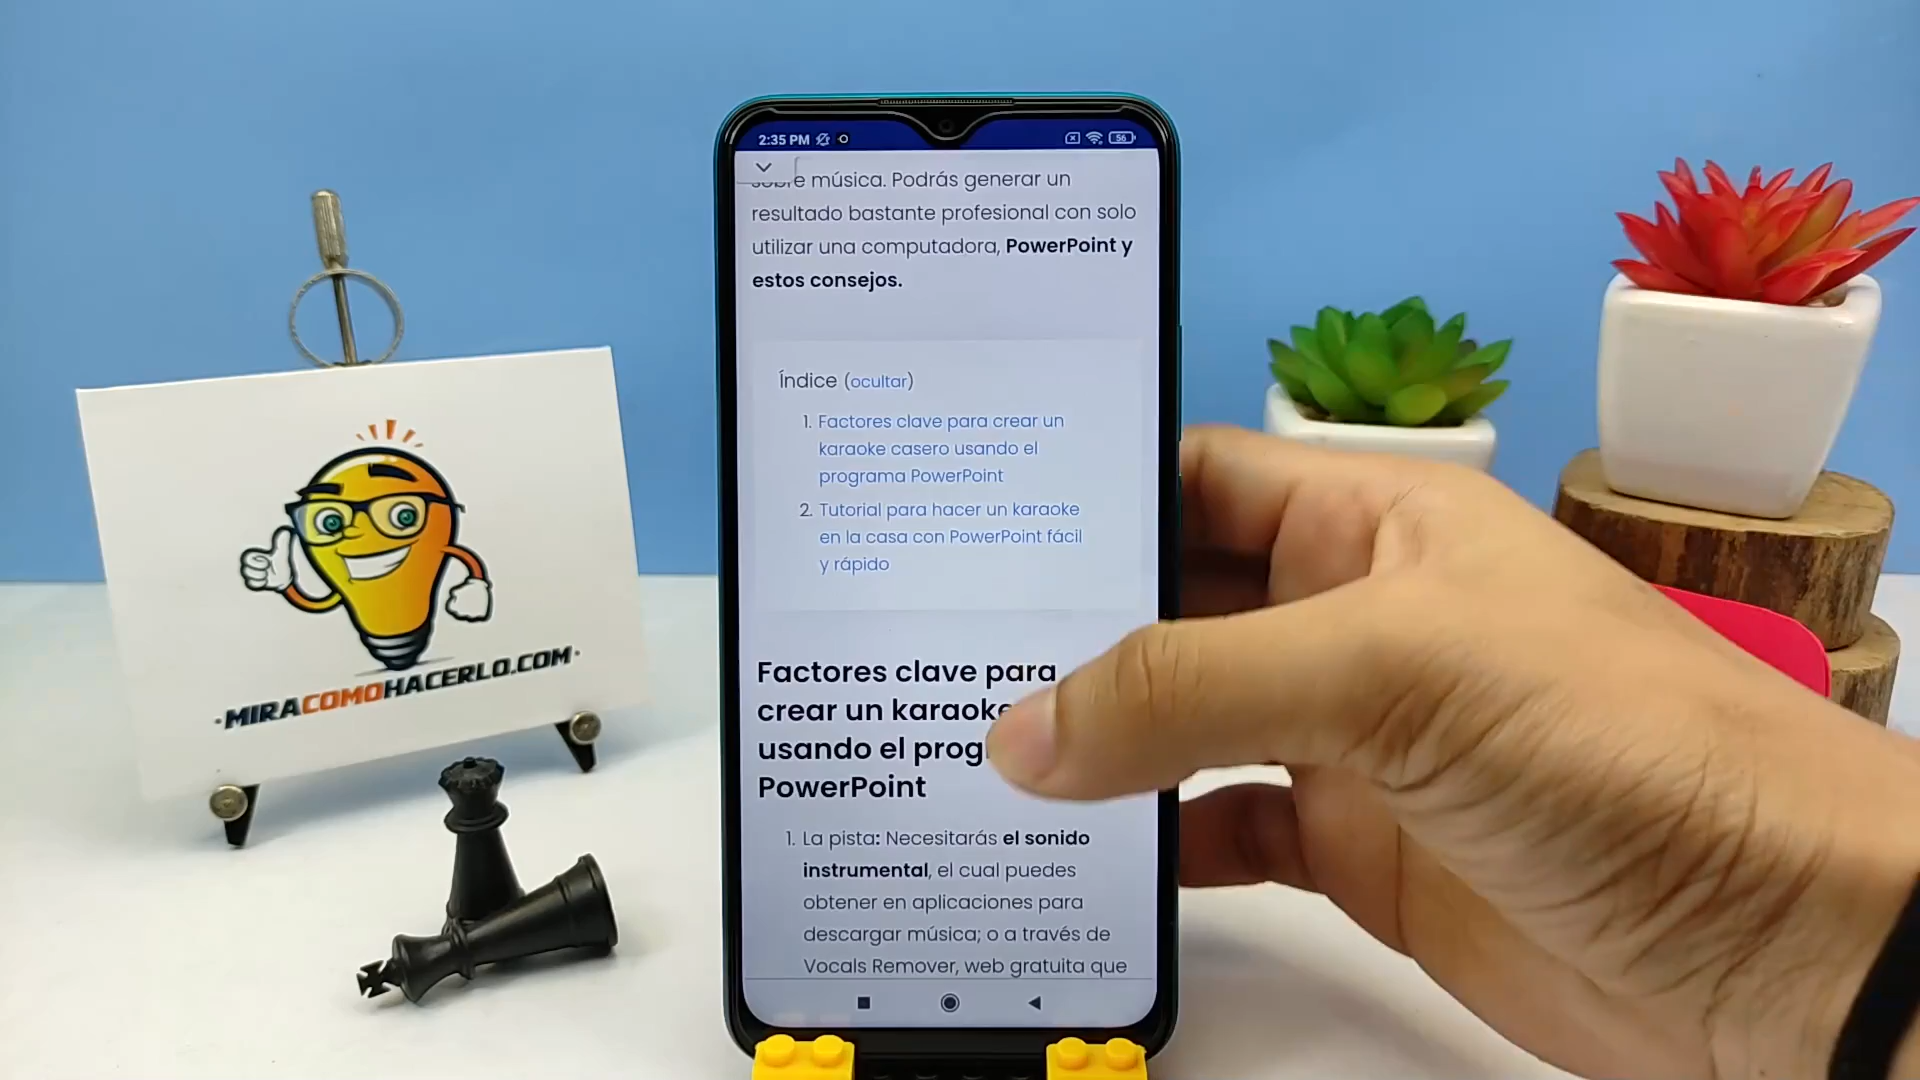 2:35 PM
56
sobre música. Podrás generar un
resultado bastante profesional con solo
utilizar una computadora, PowerPoint y
estos consejos.
Índice (ocultar)
1. Factores clave para crear un
karaoke casero usando el
programa PowerPoint
2. Tutorial para hacer un karaoke
en la casa con PowerPoint fácil
y rápido
Factores clave para
crear un karaoke
usando el
PowerPoint
1. La pista: Necesitarás el sonido
instrumental, el cual puedes
obtener en aplicaciones para
descargar música; o a través de
Vocals Remover, web gratuita que
·MIRACOMOHACERLO.COM·